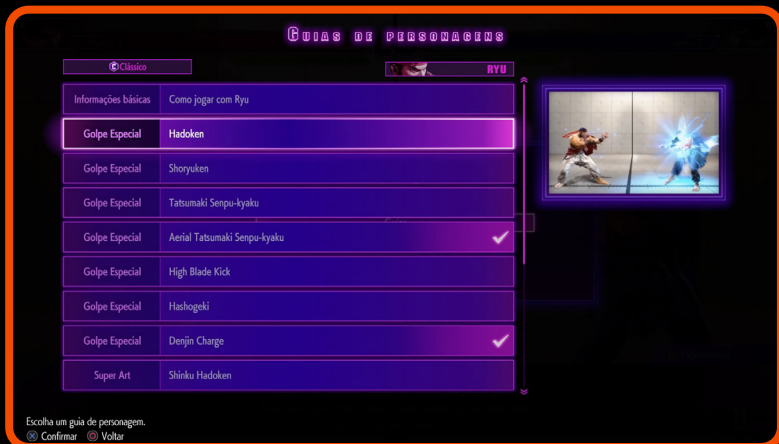 GUIAS DE PERSONAGENS
C Clássico
RYU
Informações básicas Como jogar com Ryu
Golpe Especial Hadoken
Golpe Especial Shoryuken
Golpe Especial Tatsumaki Senpu-kyaku
Golpe Especial Aerial Tatsumaki Senpu-kyaku
Golpe Especial High Blade Kick
Golpe Especial Hashogeki
Golpe Especial Denjin Charge
Super Art Shinku Hadoken
Escolha um guia de personagem.
Confirmar Voltar